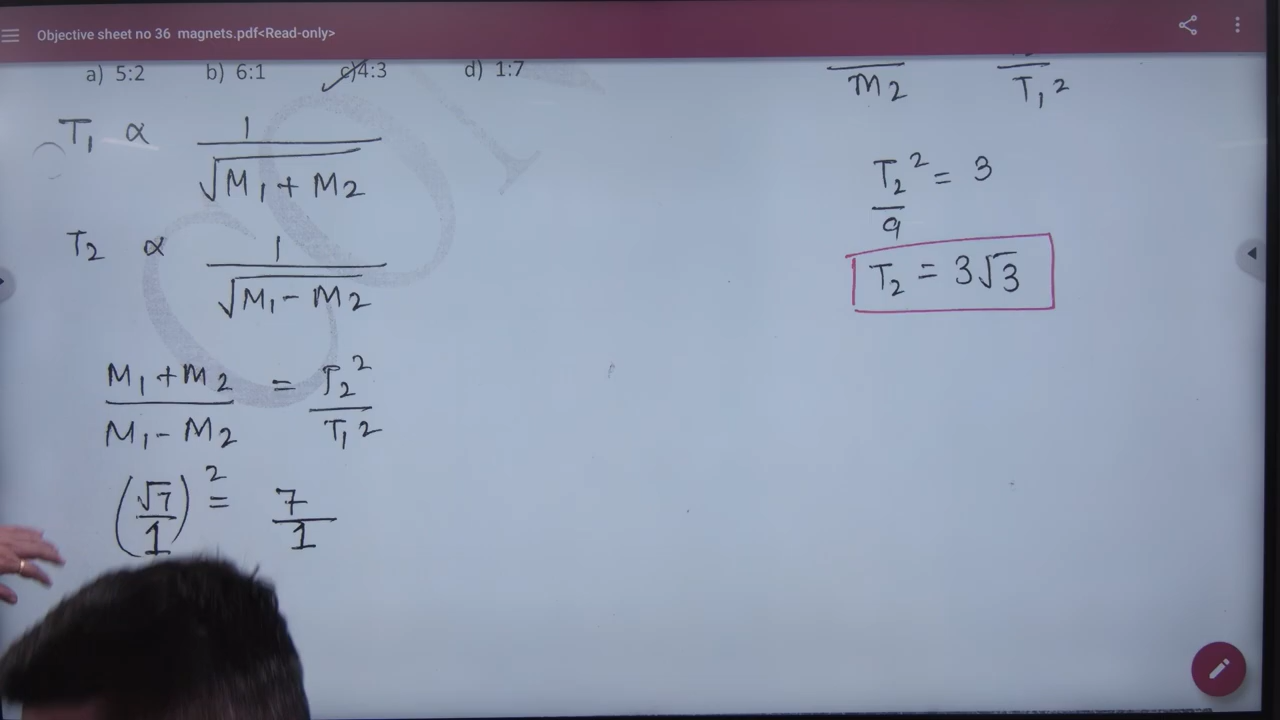 Objective sheet no 36 magnets.pdf<Read-only>
a) 5:2 b) 6:1 c) 4:3 d) 1:7
T₁ ∝ 1
√M₁ + M₂
T₂ ∝ 1
√M₁ - M₂
M₁ + M₂ = T₂²
M₁ - M₂ T₁²
(√7/1)² = 7
1
M₂ T₁²
T₂² = 3
9
T₂ = 3√3